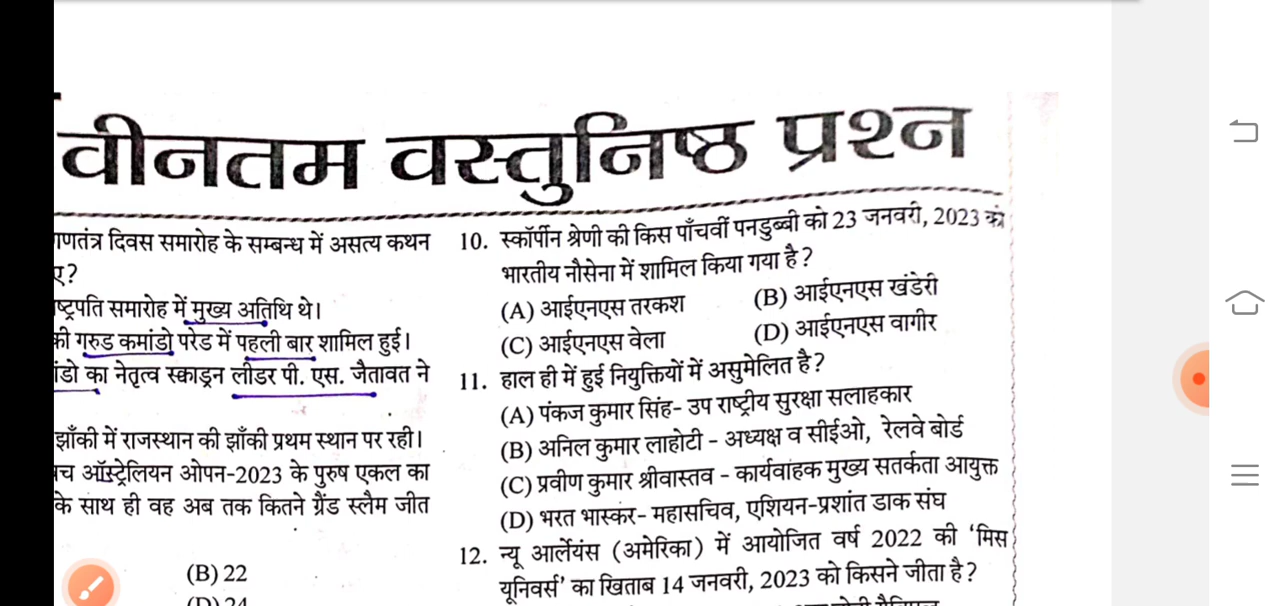 वीनतम वस्तुनिष्ठ प्रश्न
गणतंत्र दिवस समारोह के सम्बन्ध में असत्य कथन
ए?
ष्ट्रपति समारोह में मुख्य अतिथि थे।
की गरुड कमांडो परेड में पहली बार शामिल हुई।
ंडो का नेतृत्व स्क्वाड्रन लीडर पी. एस. जैतावत ने
झाँकी में राजस्थान की झाँकी प्रथम स्थान पर रही।
च ऑस्ट्रेलियन ओपन-2023 के पुरुष एकल का
के साथ ही वह अब तक कितने ग्रैंड स्लैम जीत
(B) 22
(D) 24
10. स्कॉर्पीन श्रेणी की किस पाँचवीं पनडुब्बी को 23 जनवरी, 2023 को
भारतीय नौसेना में शामिल किया गया है?
(A) आईएनएस तरकश (B) आईएनएस खंडेरी
(C) आईएनएस वेला (D) आईएनएस वागीर
11. हाल ही में हुई नियुक्तियों में असुमेलित है?
(A) पंकज कुमार सिंह- उप राष्ट्रीय सुरक्षा सलाहकार
(B) अनिल कुमार लाहोटी - अध्यक्ष व सीईओ, रेलवे बोर्ड
(C) प्रवीण कुमार श्रीवास्तव - कार्यवाहक मुख्य सतर्कता आयुक्त
(D) भरत भास्कर- महासचिव, एशियन-प्रशांत डाक संघ
12. न्यू आर्लेयंस (अमेरिका) में आयोजित वर्ष 2022 की 'मिस
यूनिवर्स' का खिताब 14 जनवरी, 2023 को किसने जीता है?